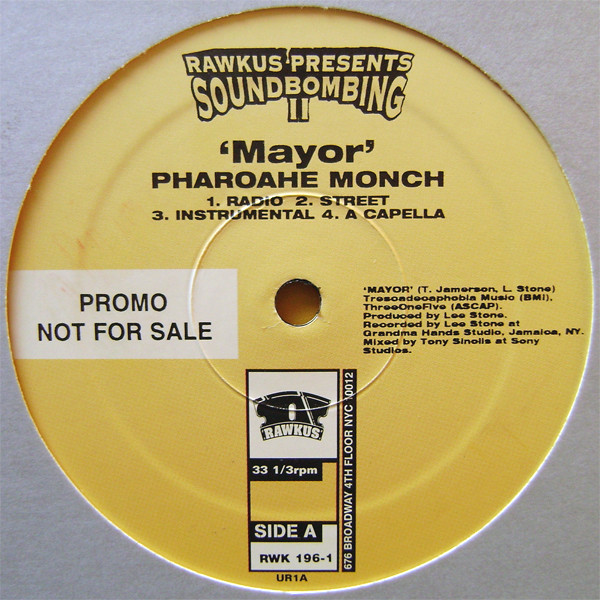 RAWKUS PRESENTS
SOUNDBOMBING
II
‘Mayor’
PHAROAHE MONCH
1. RADIO 2. STREET
3. INSTRUMENTAL 4. A CAPELLA
PROMO
NOT FOR SALE
‘MAYOR’ (T. Jamerson, L. Stone)
Tresoadeoaphobia Music (BMI),
ThreeOneFive (ASCAP).
Produced by Lee Stone.
Recorded by Lee Stone at
Grandma Hands Studio, Jamaica, NY.
Mixed by Tony Sinolis at Sony
Studios.
RAWKUS
33 1/3rpm
SIDE A
RWK 196-1
676 BROADWAY 4TH FLOOR NYC 10012
UR1A